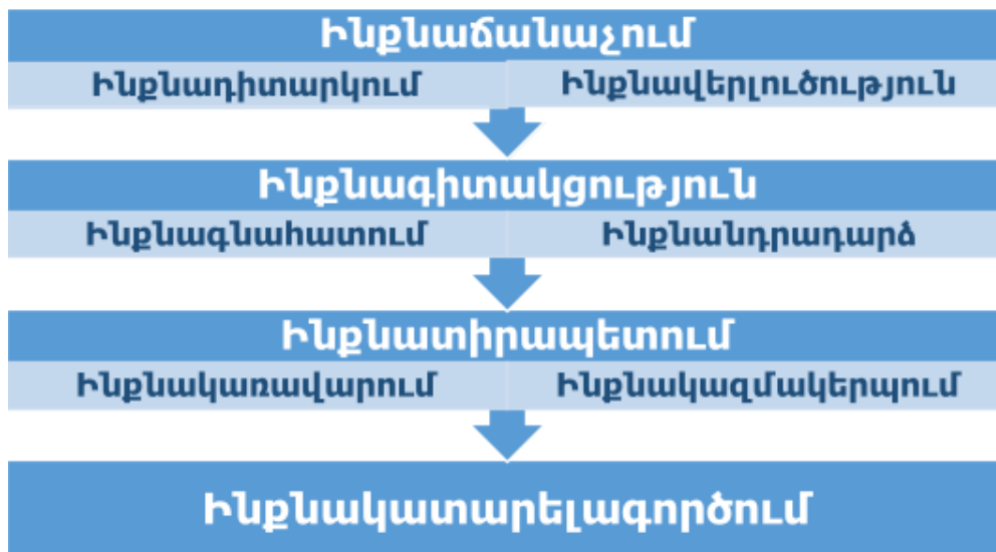 Ինքնաճանաչում
Ինքնադիտարկում Ինքնավերլուծություն
Ինքնագիտակցություն
Ինքնագնահատում Ինքնանդրադարձ
Ինքնատիրապետում
Ինքնակառավարում Ինքնակազմակերպում
Ինքնակատարելագործում